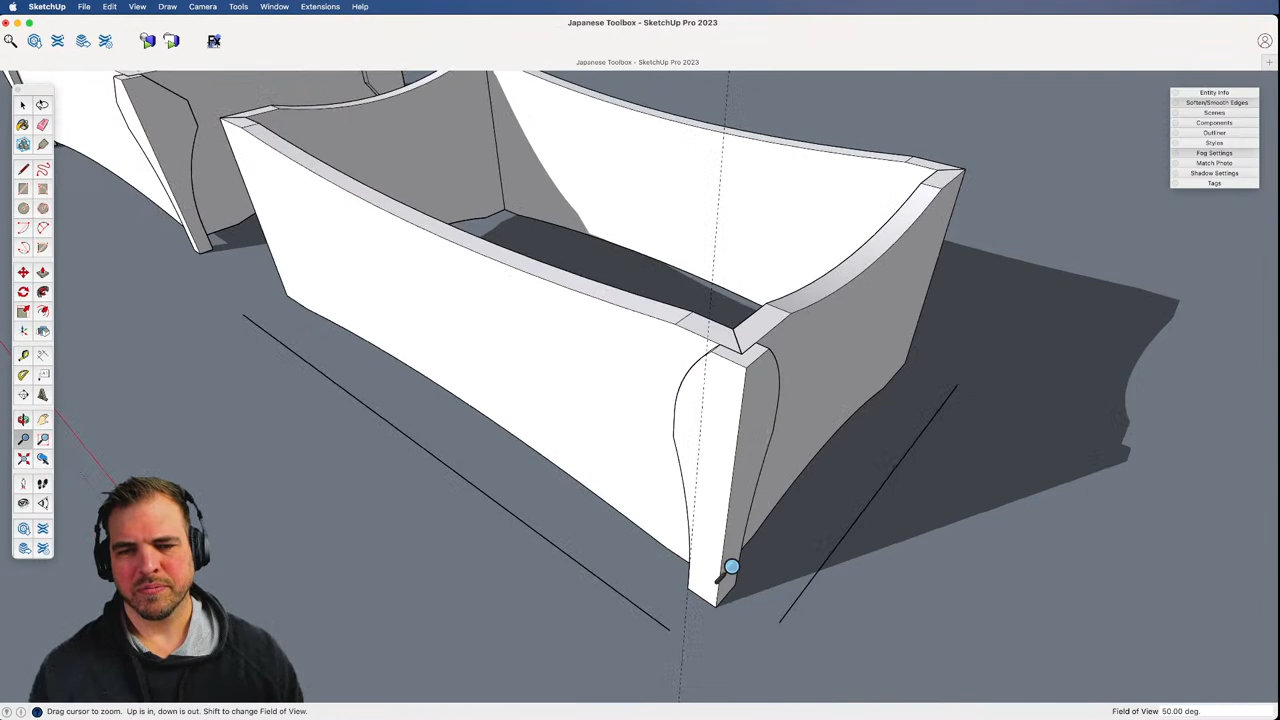 SketchUp File Edit View Draw Camera Tools Window Extensions Help
Japanese Toolbox - SketchUp Pro 2023
Japanese Toolbox - SketchUp Pro 2023
Entity Info
Soften/Smooth Edges
Scenes
Components
Outliner
Styles
Fog Settings
Match Photo
Shadow Settings
Tags
Drag cursor to zoom. Up is in, down is out. Shift to change Field of View.
Field of View 50.00 deg.